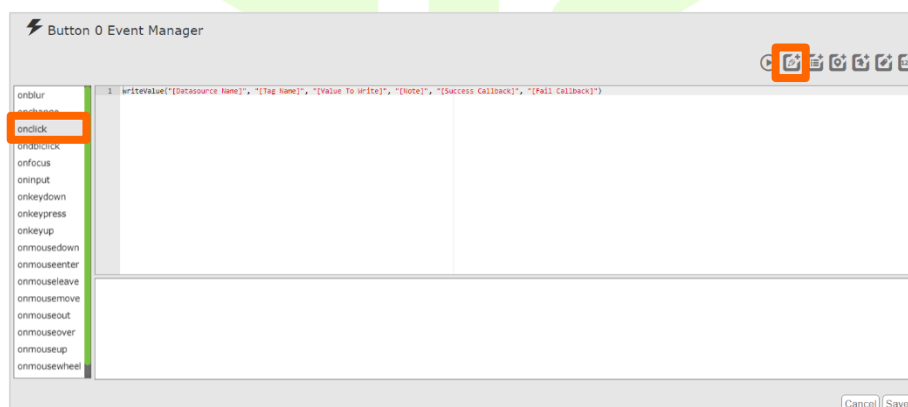 Button 0 Event Manager
onblur
onchange
onclick
ondblclick
onfocus
oninput
onkeydown
onkeypress
onkeyup
onmousedown
onmouseenter
onmouseleave
onmousemove
onmouseout
onmouseover
onmouseup
onmousewheel
1 writeValue("[Datasource Name]", "[Tag Name]", "[Value To Write]", "[Note]", "[Success Callback]", "[Fail Callback]")
Cancel Save